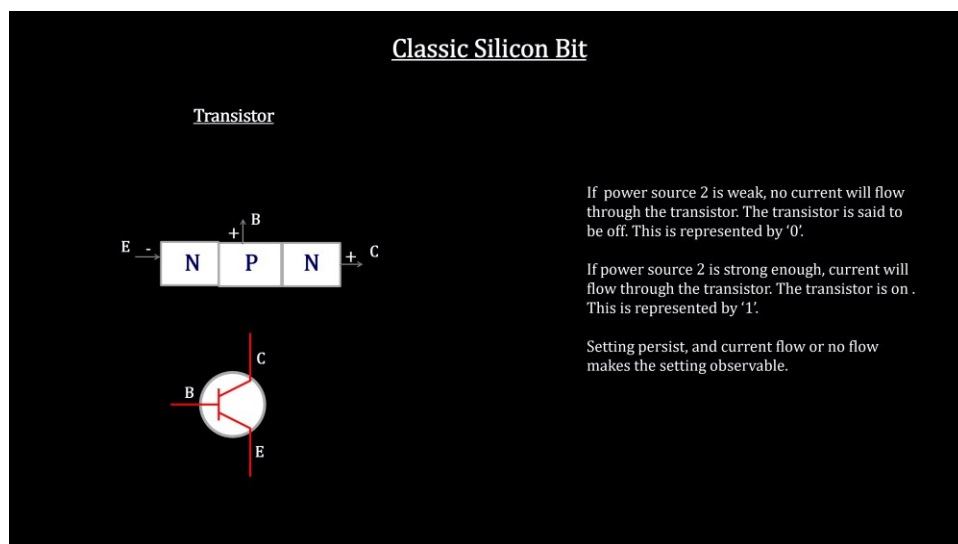 Classic Silicon Bit
Transistor
B
+
E - N P N + C
C
B
E
If power source 2 is weak, no current will flow
through the transistor. The transistor is said to
be off. This is represented by ‘0’.
If power source 2 is strong enough, current will
flow through the transistor. The transistor is on .
This is represented by ‘1’.
Setting persist, and current flow or no flow
makes the setting observable.